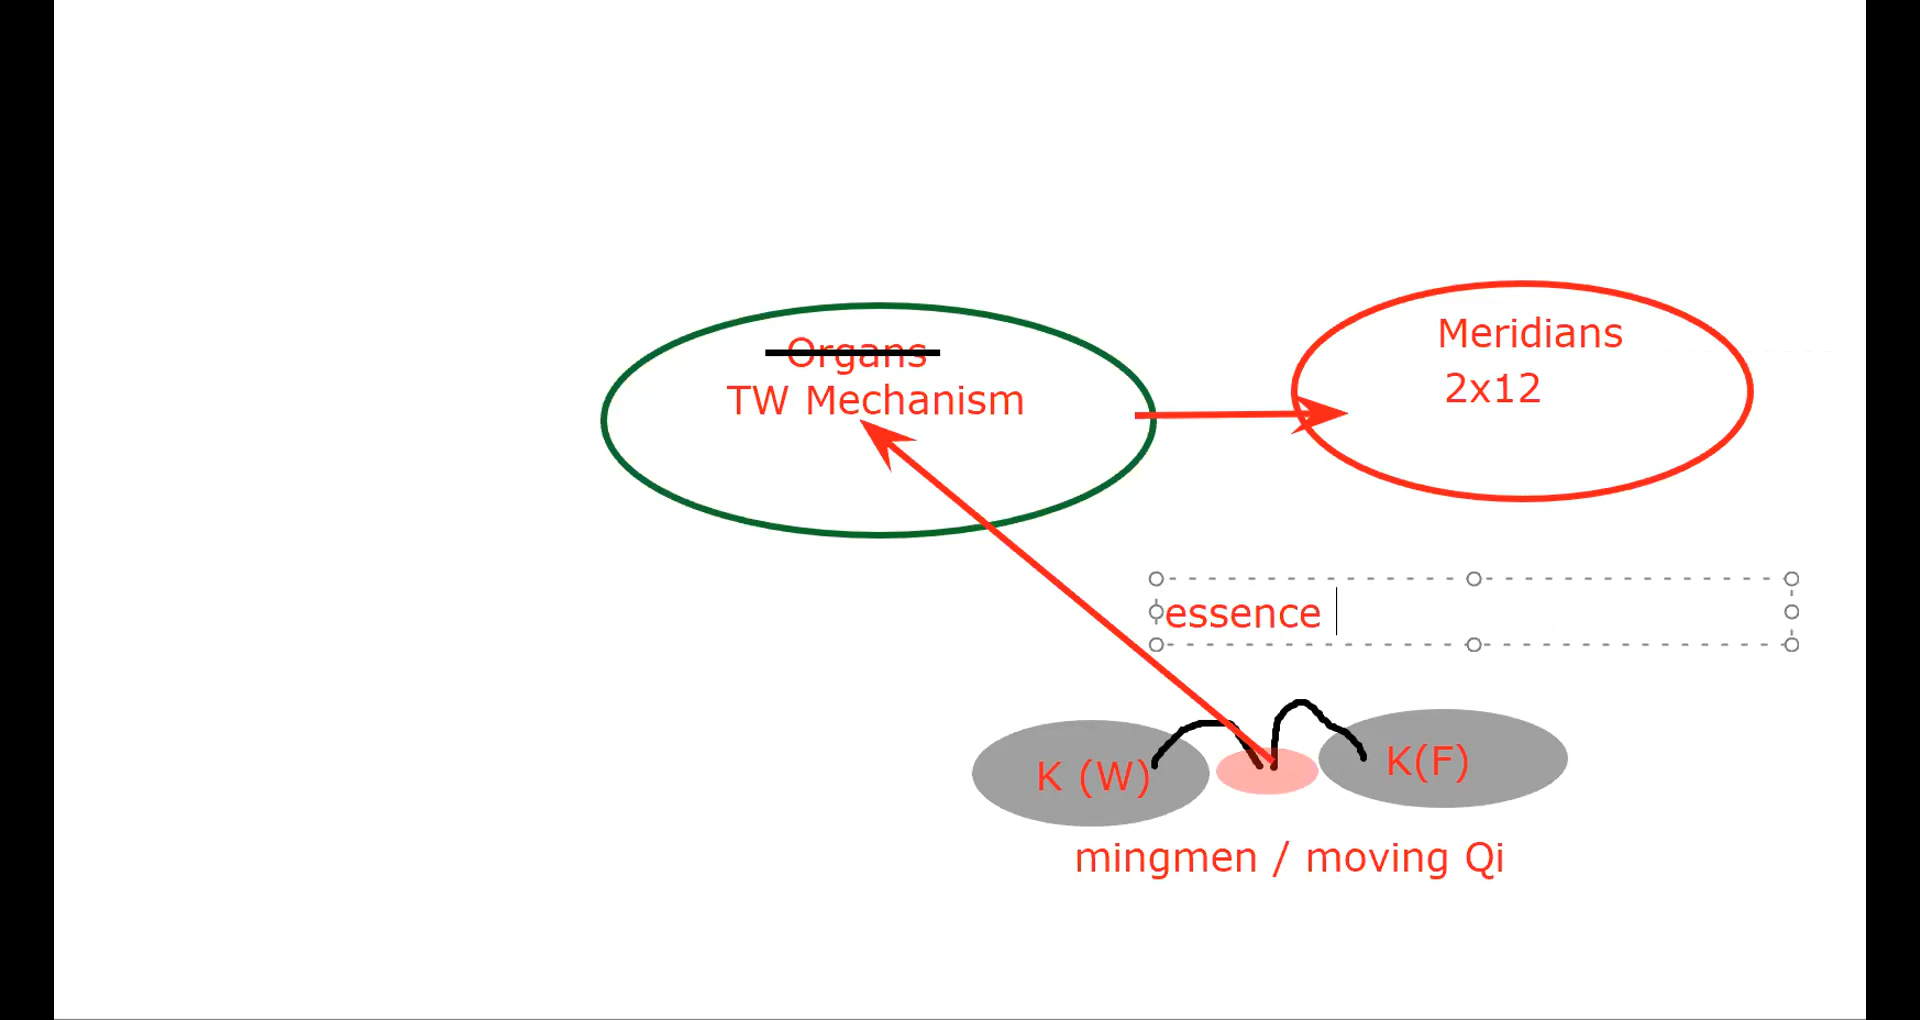 Organs
TW Mechanism
Meridians
2x12
essence
K (W)
K(F)
mingmen / moving Qi